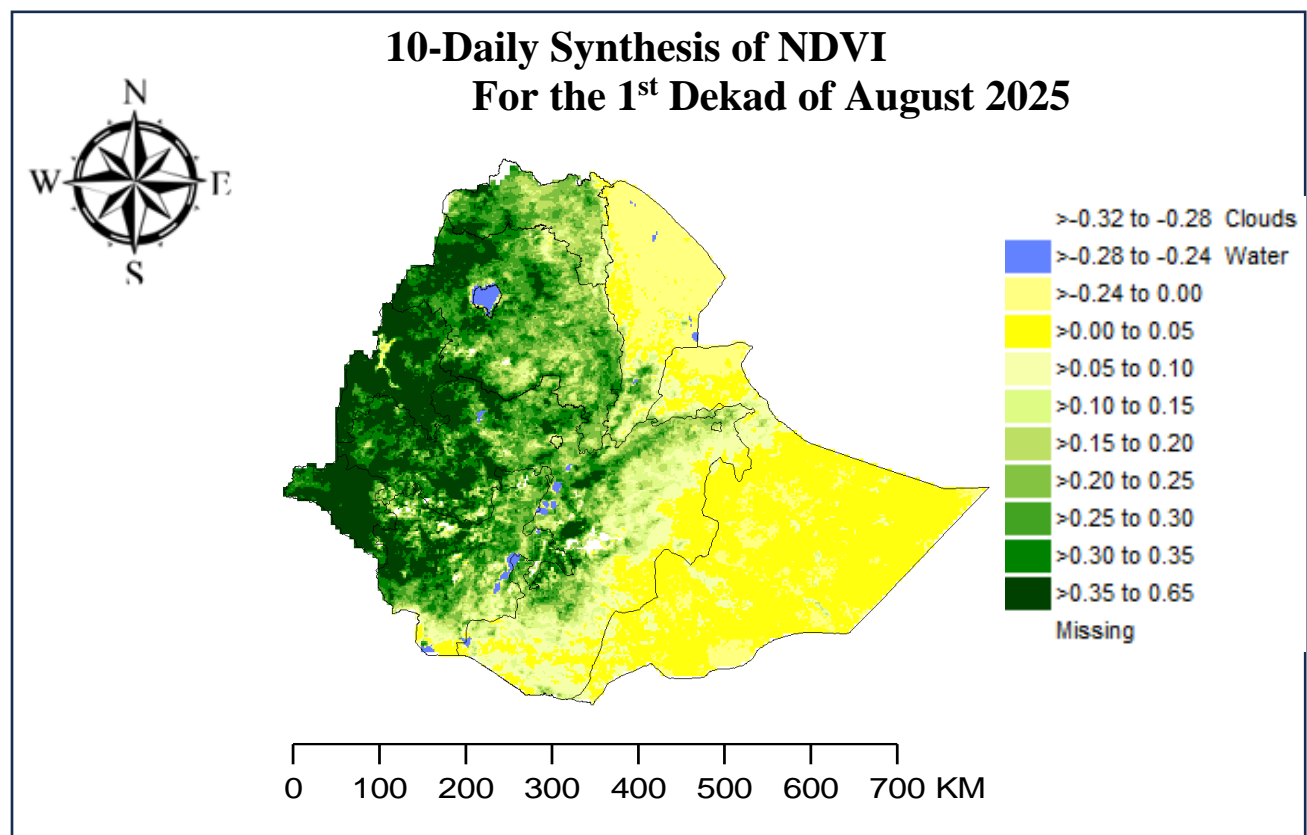 10-Daily Synthesis of NDVI
For the 1st Dekad of August 2025
N
W
E
S
>-0.32 to -0.28 Clouds
>-0.28 to -0.24 Water
>-0.24 to 0.00
>0.00 to 0.05
>0.05 to 0.10
>0.10 to 0.15
>0.15 to 0.20
>0.20 to 0.25
>0.25 to 0.30
>0.30 to 0.35
>0.35 to 0.65
Missing
0 100 200 300 400 500 600 700 KM